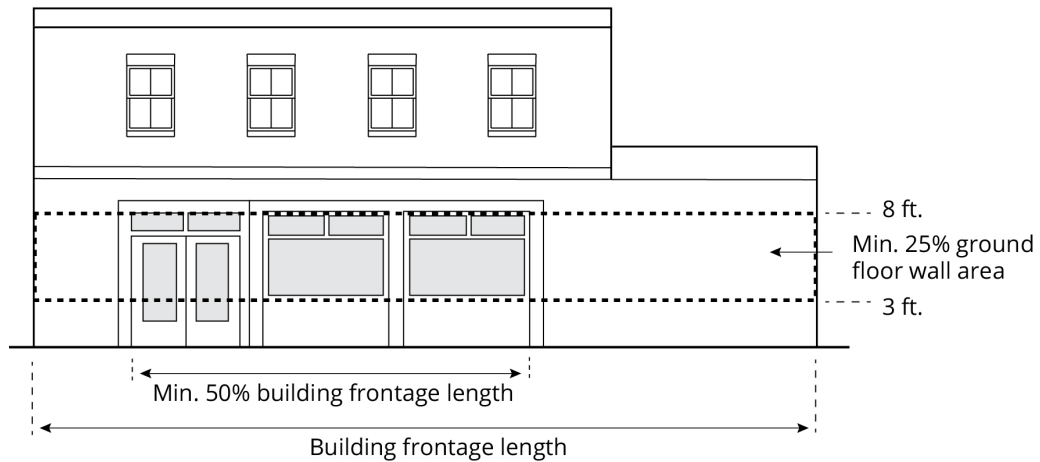 8 ft.
Min. 25% ground
floor wall area
3 ft.
Min. 50% building frontage length
Building frontage length